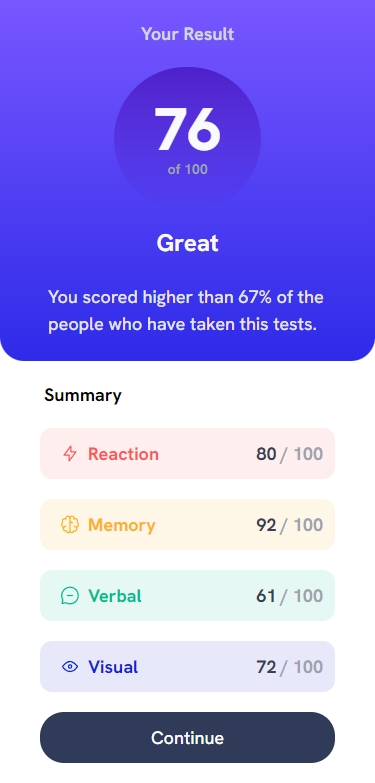 Your Result
76
of 100
Great
You scored higher than 67% of the
people who have taken this tests.
Summary
Reaction 80 / 100
Memory 92 / 100
Verbal 61 / 100
Visual 72 / 100
Continue